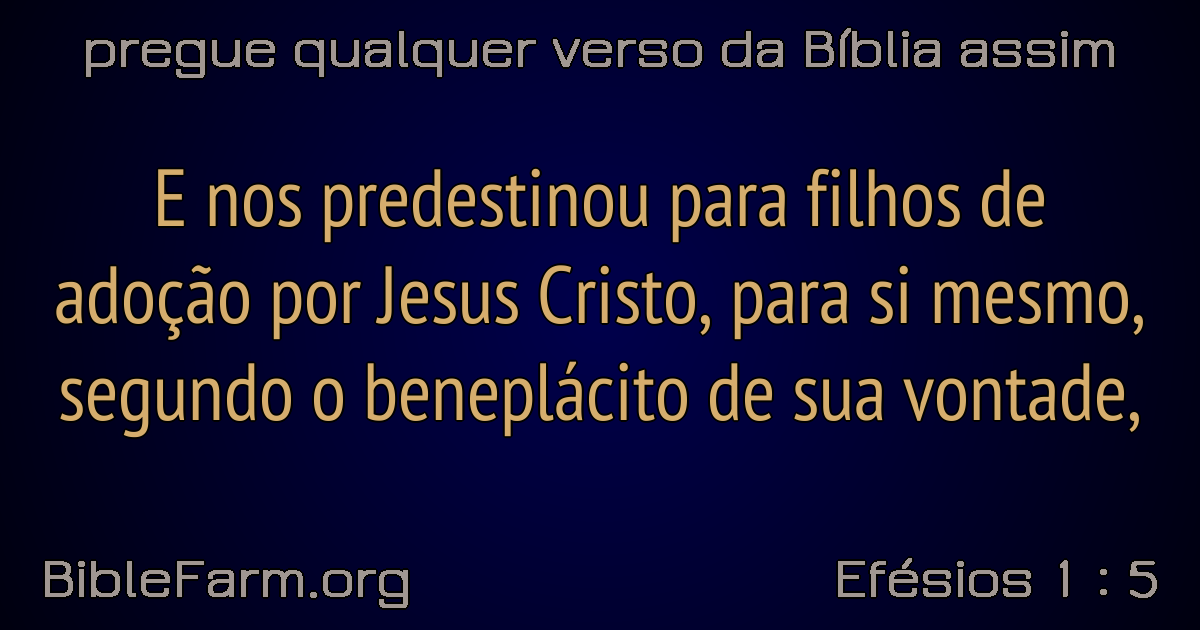 pregue qualquer verso da Bíblia assim
E nos predestinou para filhos de
adoção por Jesus Cristo, para si mesmo,
segundo o beneplácito de sua vontade,
BibleFarm.org
Efésios 1 : 5